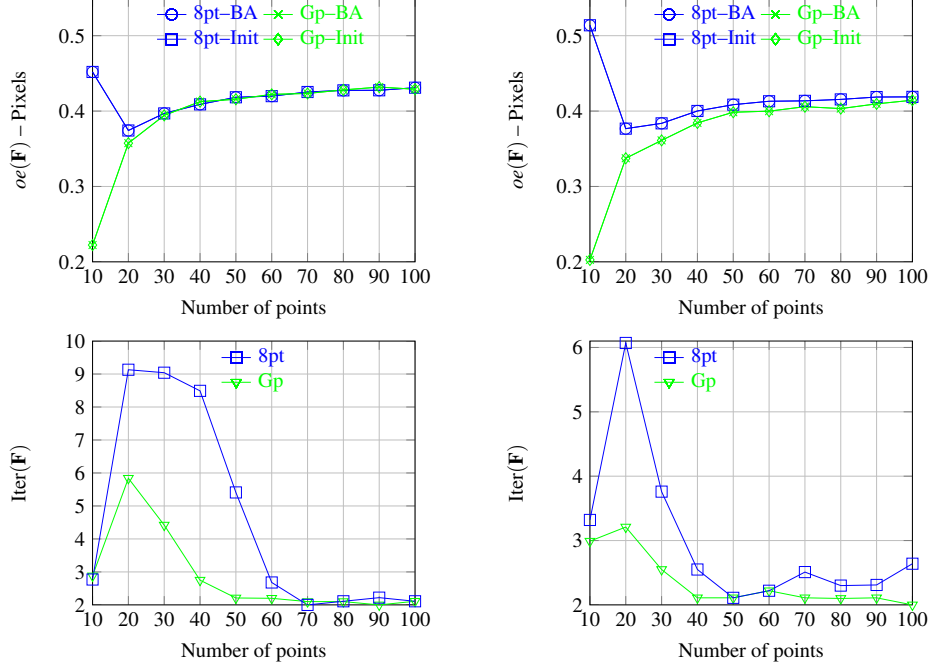 8pt–BA Gp–BA
8pt–Init Gp–Init
0.5
0.4
0.3
0.2
oe(F) – Pixels
10 20 30 40 50 60 70 80 90 100
Number of points
8pt–BA Gp–BA
8pt–Init Gp–Init
0.5
0.4
0.3
0.2
oe(F) – Pixels
10 20 30 40 50 60 70 80 90 100
Number of points
8pt
Gp
10
9
8
7
6
5
4
3
2
Iter(F)
10 20 30 40 50 60 70 80 90 100
Number of points
8pt
Gp
6
5
4
3
2
Iter(F)
10 20 30 40 50 60 70 80 90 100
Number of points